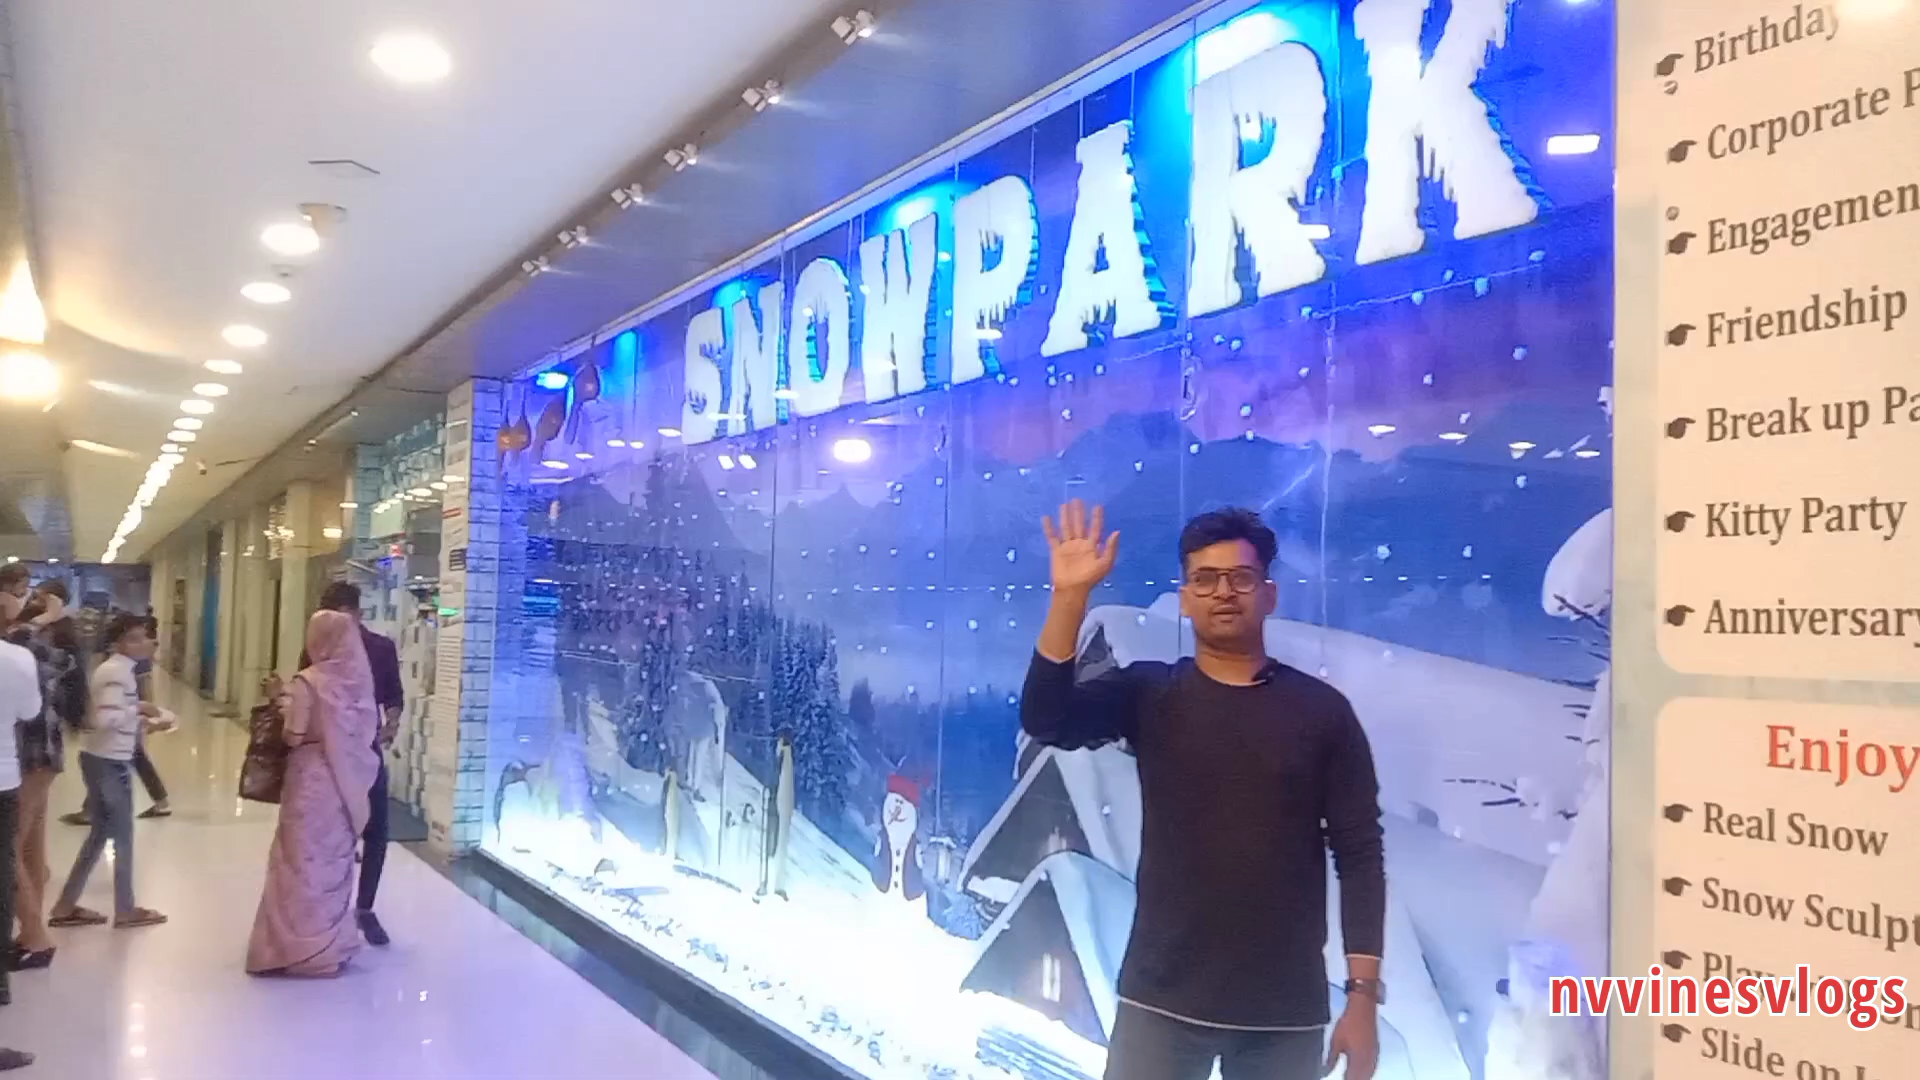 SNOWPARK
Birthday
Corporate P
Engagemen
Friendship
Break up Pa
Kitty Party
Anniversary
Enjoy
Real Snow
Snow Sculpt
Slide on
nvvinesvlogs